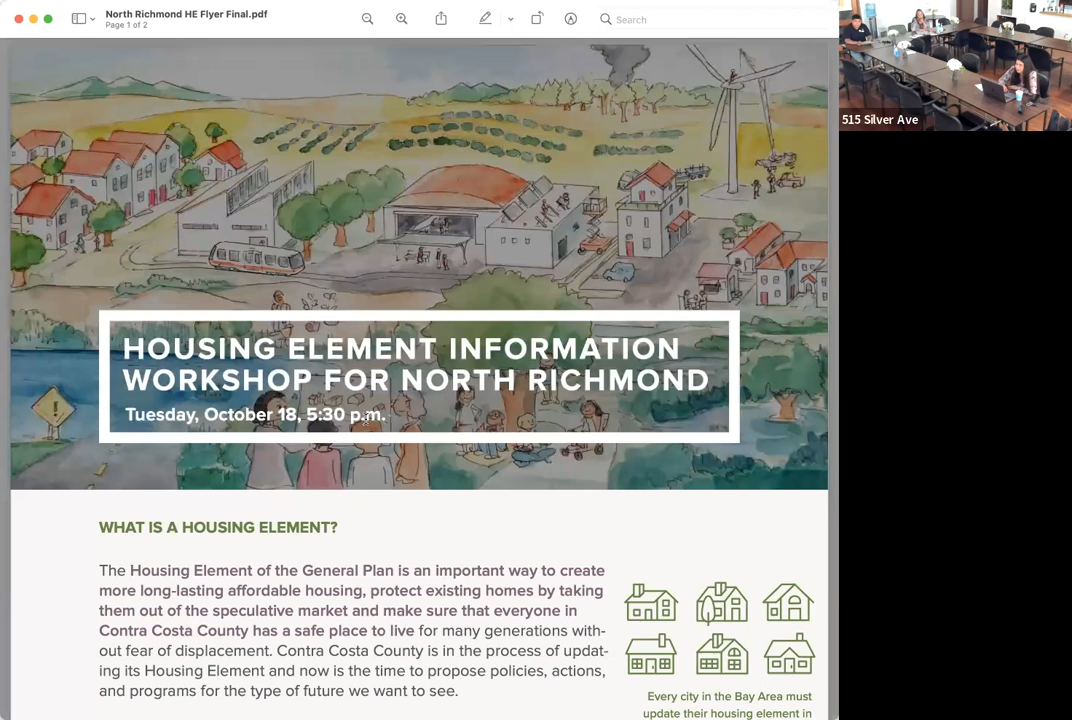 North Richmond HE Flyer Final.pdf
Page 1 of 2
Search
515 Silver Ave
HOUSING ELEMENT INFORMATION
WORKSHOP FOR NORTH RICHMOND
Tuesday, October 18, 5:30 p.m.
WHAT IS A HOUSING ELEMENT?
The Housing Element of the General Plan is an important way to create
more long-lasting affordable housing, protect existing homes by taking
them out of the speculative market and make sure that everyone in
Contra Costa County has a safe place to live for many generations with-
out fear of displacement. Contra Costa County is in the process of updat-
ing its Housing Element and now is the time to propose policies, actions,
and programs for the type of future we want to see.
Every city in the Bay Area must
update their housing element in